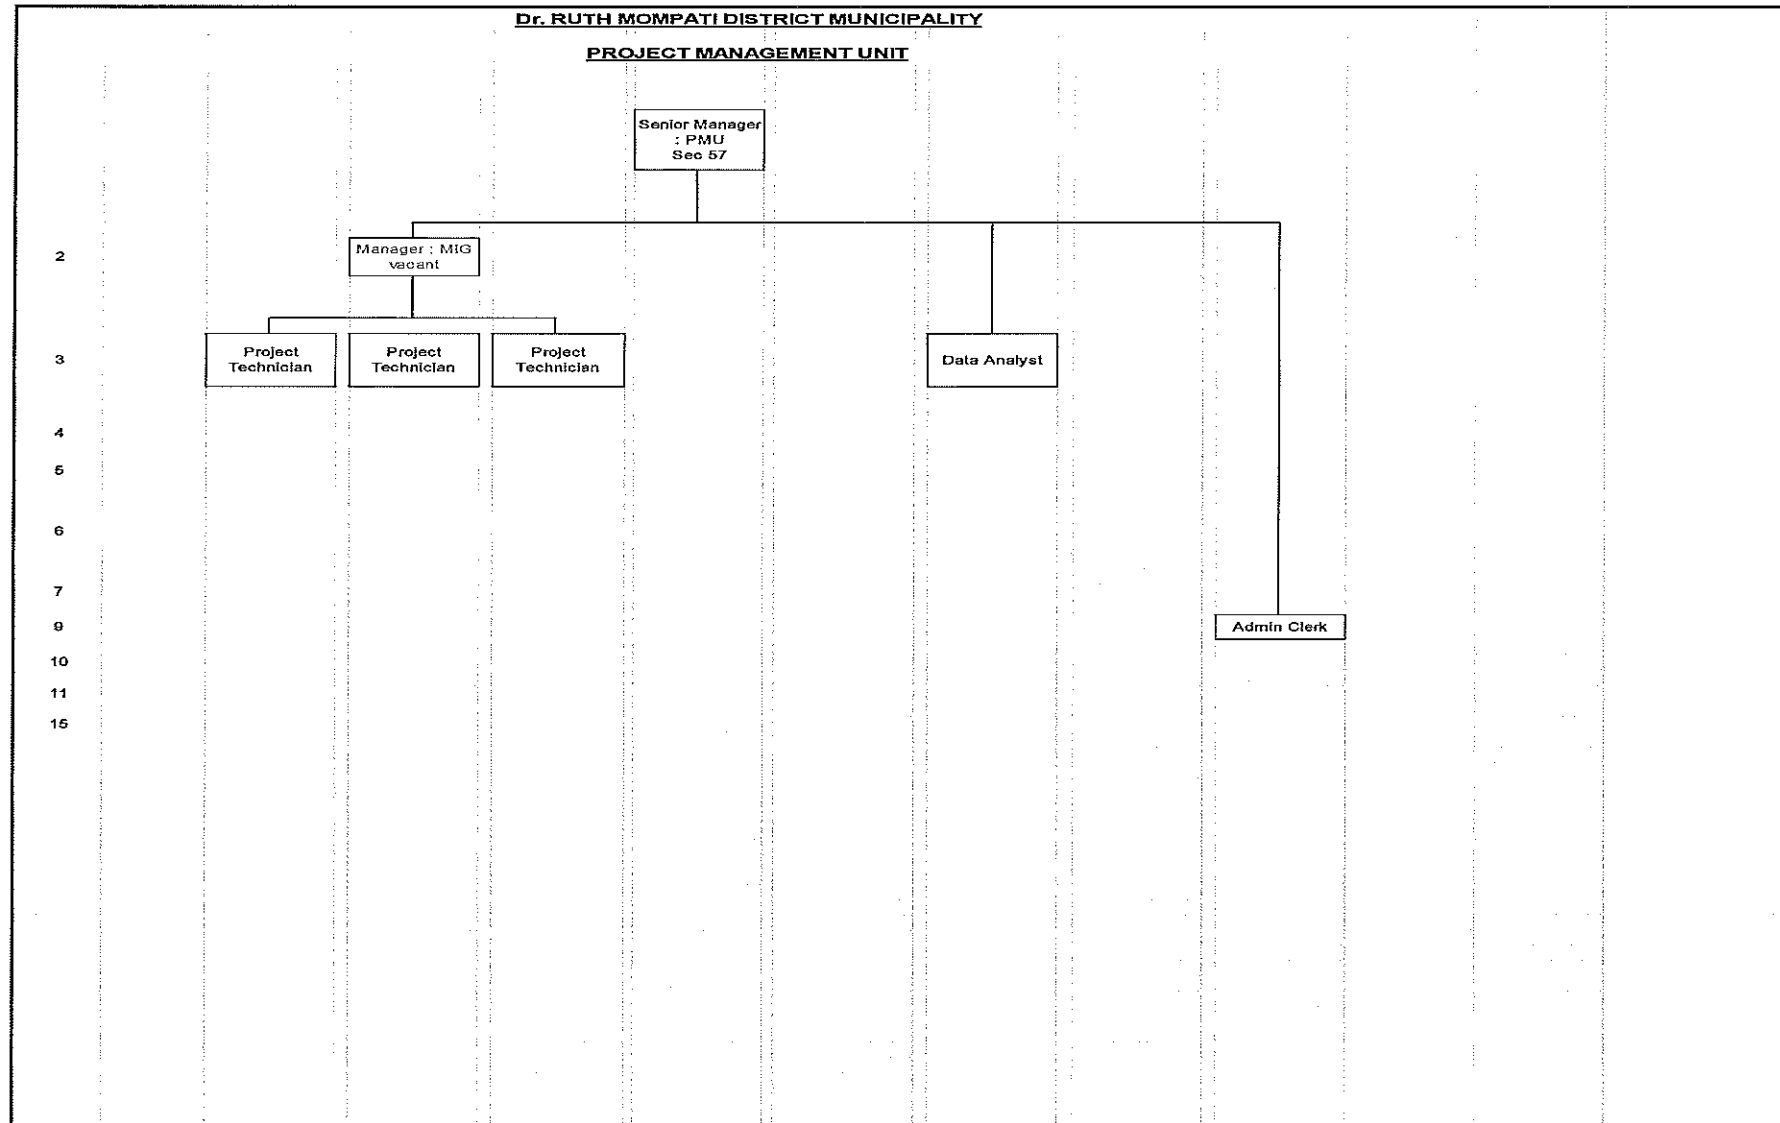 Dr. RUTH MOMPATI DISTRICT MUNICIPALITY
PROJECT MANAGEMENT UNIT
Senior Manager
: PMU
Sec 57
2
Manager : MIG
vacant
3
Project
Technician
Project
Technician
Project
Technician
Data Analyst
4
5
6
7
9
Admin Clerk
10
11
15